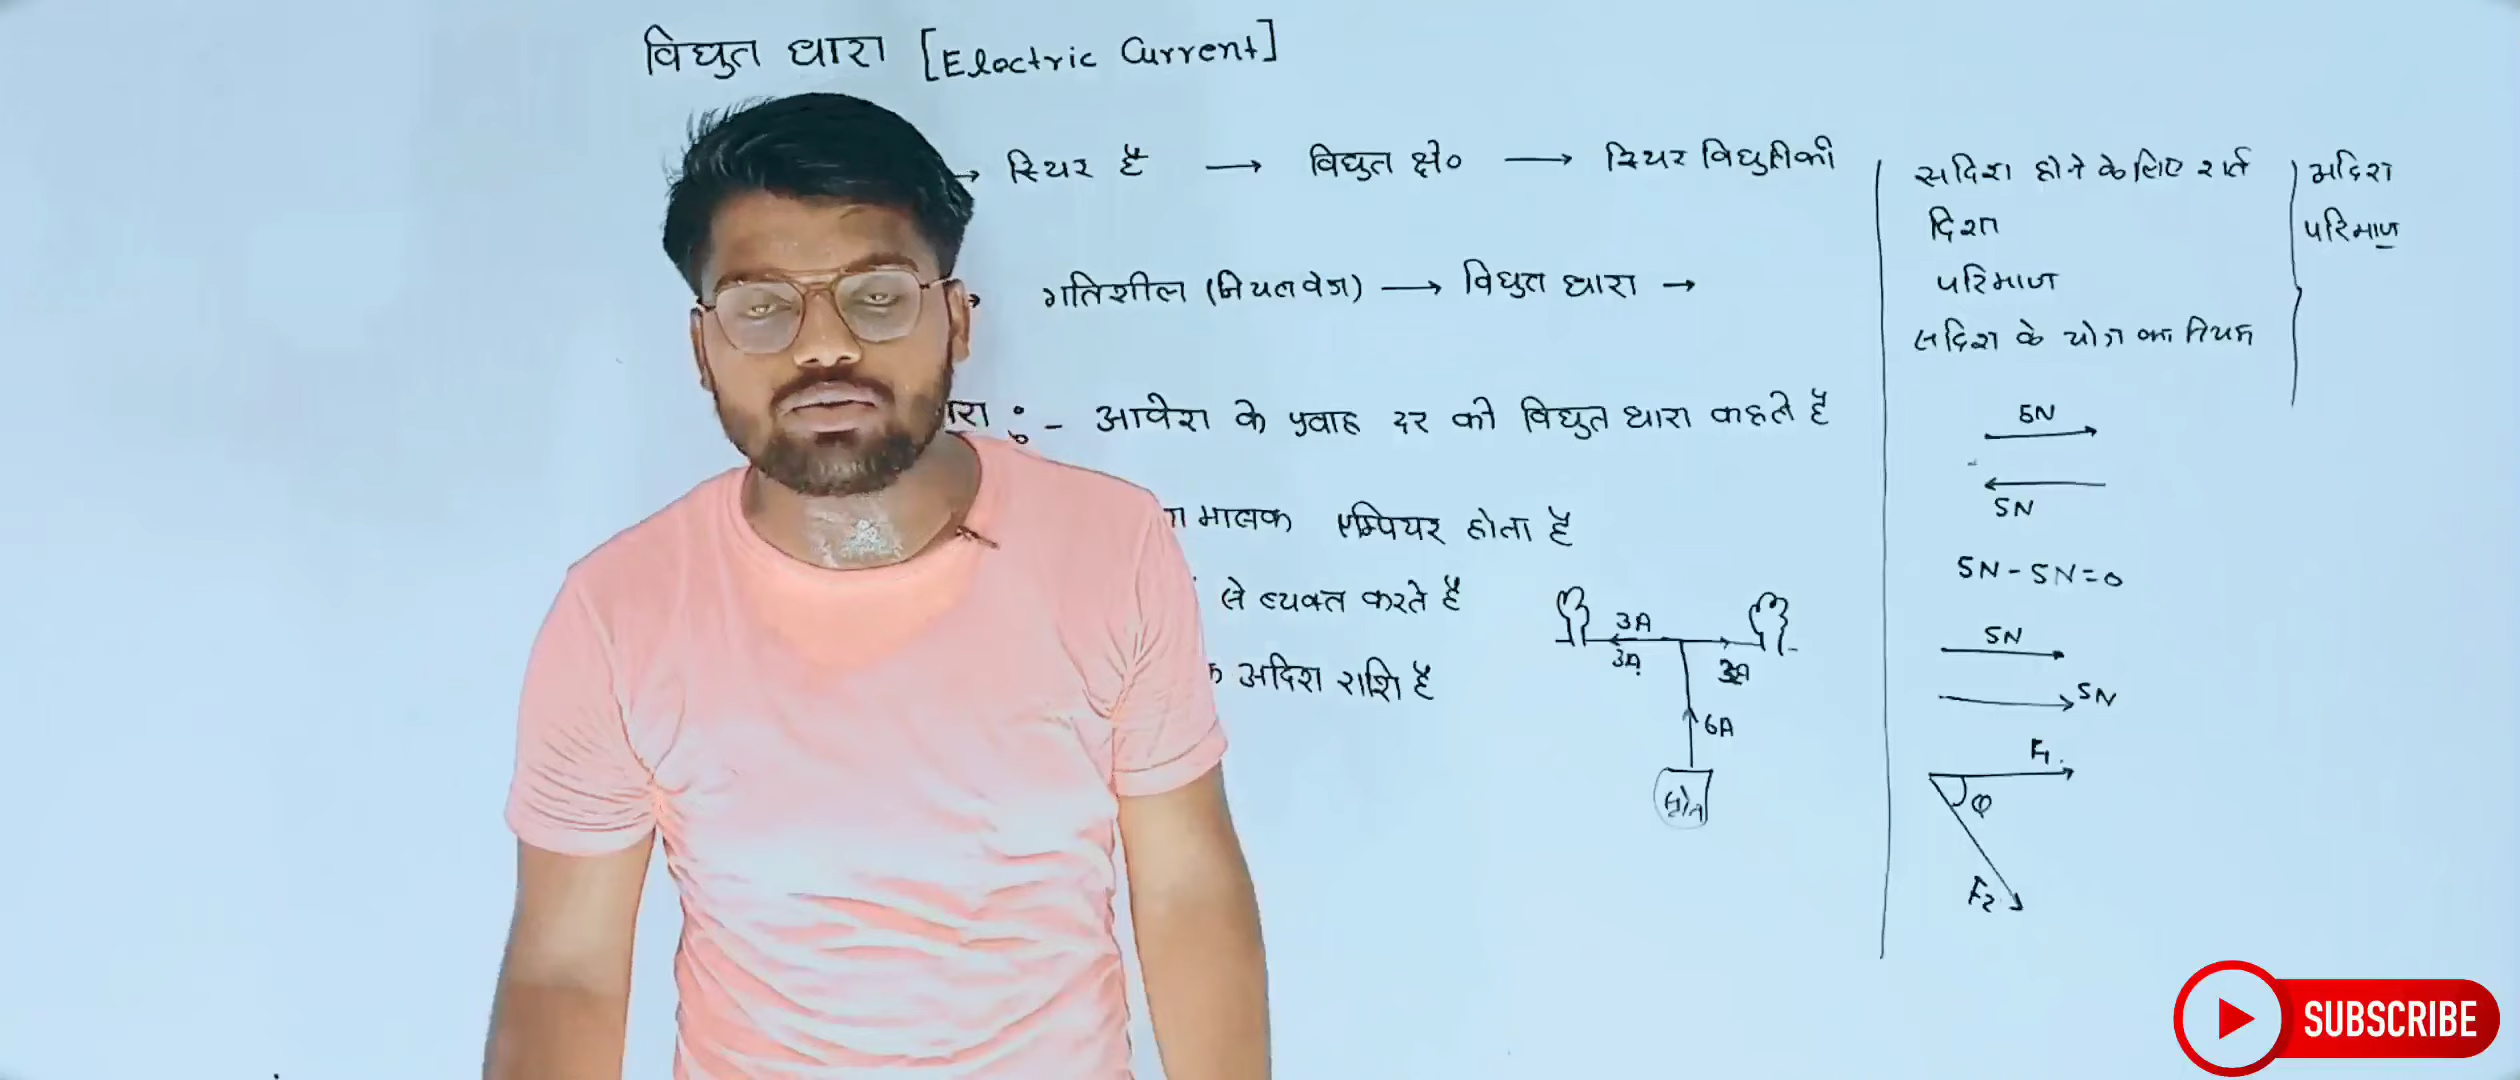 विद्युत धारा [Electric Current]
→ स्थिर है → विद्युत क्षे० → स्थिर विद्युतिकी
गतिशील (नियतवेग) → विद्युत धारा →
रा :- आवेश के प्रवाह दर को विद्युत धारा कहते है
मात्रक एम्पियर होता है
से व्यक्त करते है
अदिश राशि है
3A
3A
3A
6A
स्रोत
सदिश होने के लिए शर्त
दिशा
परिमाण
सदिश के योग का नियम
5N
5N
5N - 5N = 0
5N
5N
F1
φ
F2
अदिश
परिमाण
SUBSCRIBE